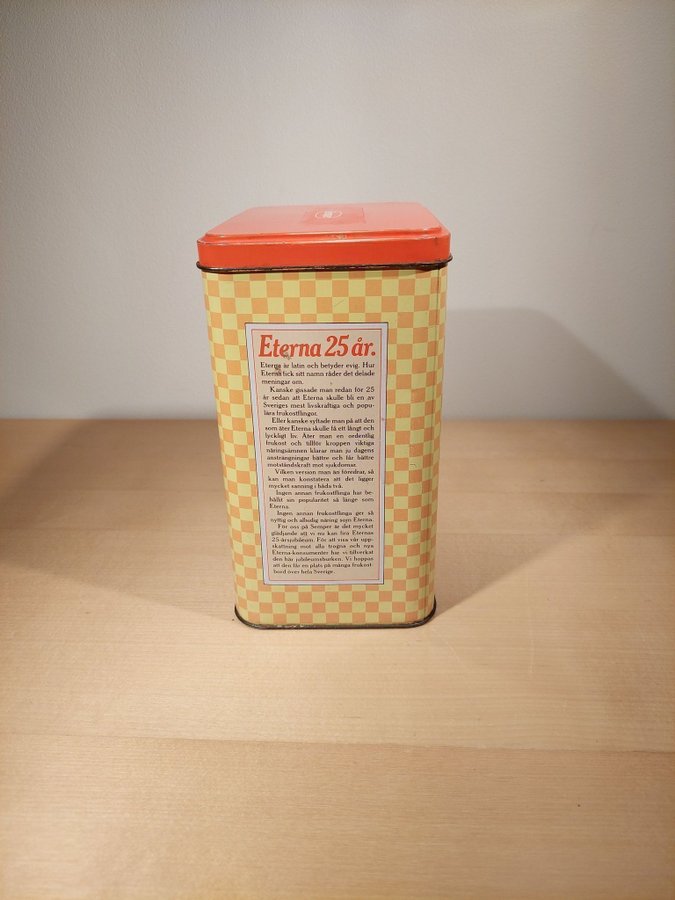 Eterna 25 år.
Eterna är latin och betyder evig. Hur
Eterna fick sitt namn råder det delade
meningar om.
Kanske gissade man redan för 25
år sedan att Eterna skulle bli en av
Sveriges mest livskraftiga och popu-
lära frukostflingor.
Eller kanske syftade man på att den
som äter Eterna skulle få ett långt och
lyckligt liv. Äter man en ordentlig
frukost och tillför kroppen viktiga
näringsämnen klarar man ju dagens
ansträngningar bättre och får bättre
motståndskraft mot sjukdomar.
Vilken version man än föredrar, så
kan man konstatera att det ligger
mycket sanning i båda två.
Ingen annan frukostflinga har be-
hållit sin popularitet så länge som
Eterna.
Ingen annan frukostflinga ger så
nyttig och allsidig näring som Eterna.
För oss på Semper är det mycket
glädjande att vi nu kan fira Eternas
25-årsjubileum. För att visa vår upp-
skattning mot alla trogna och nya
Eterna-konsumenter har vi tillverkat
den här jubileumsburken. Vi hoppas
att den får en plats på många frukost-
bord över hela Sverige.